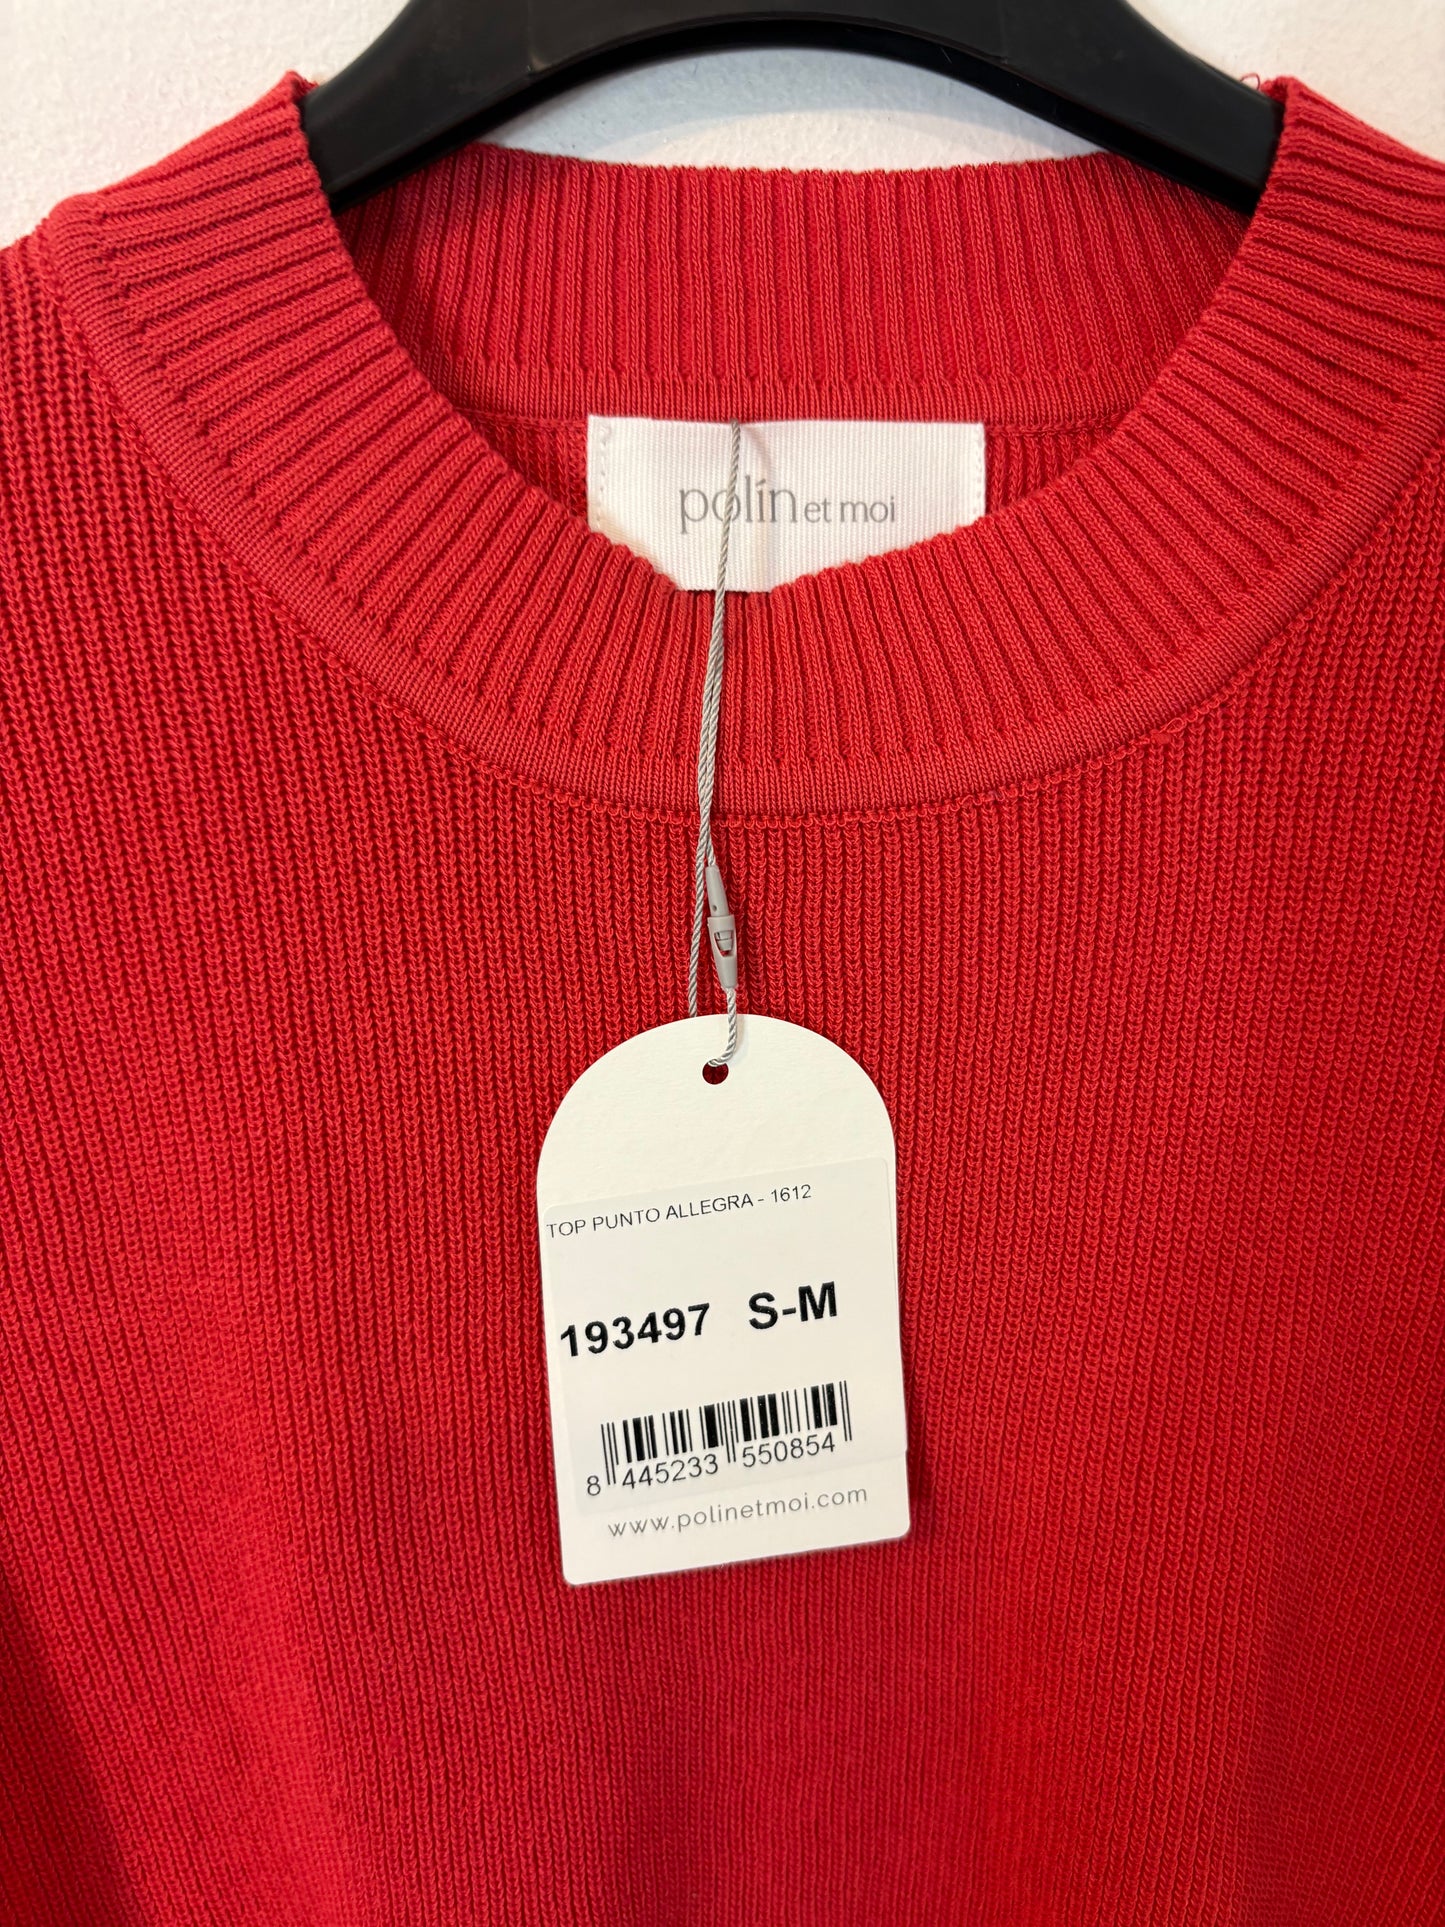 polín et moi
TOP PUNTO ALLEGRA - 1612
193497 S-M
8 445233 550854
www.polinetmoi.com